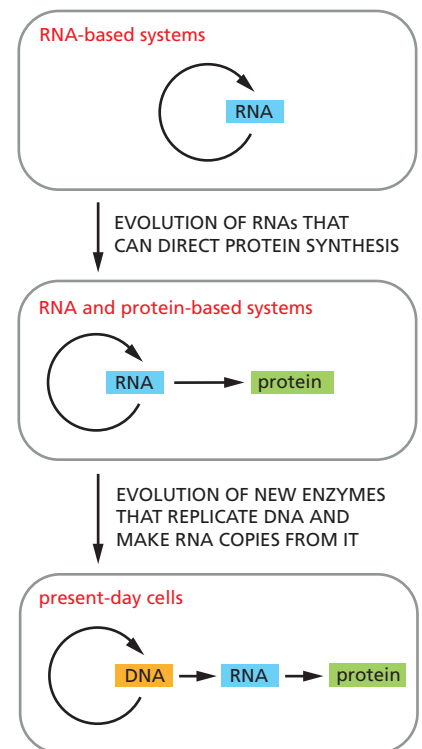 RNA-based systems
RNA
EVOLUTION OF RNAs THAT
CAN DIRECT PROTEIN SYNTHESIS
RNA and protein-based systems
RNA protein
EVOLUTION OF NEW ENZYMES
THAT REPLICATE DNA AND
MAKE RNA COPIES FROM IT
present-day cells
DNA RNA protein